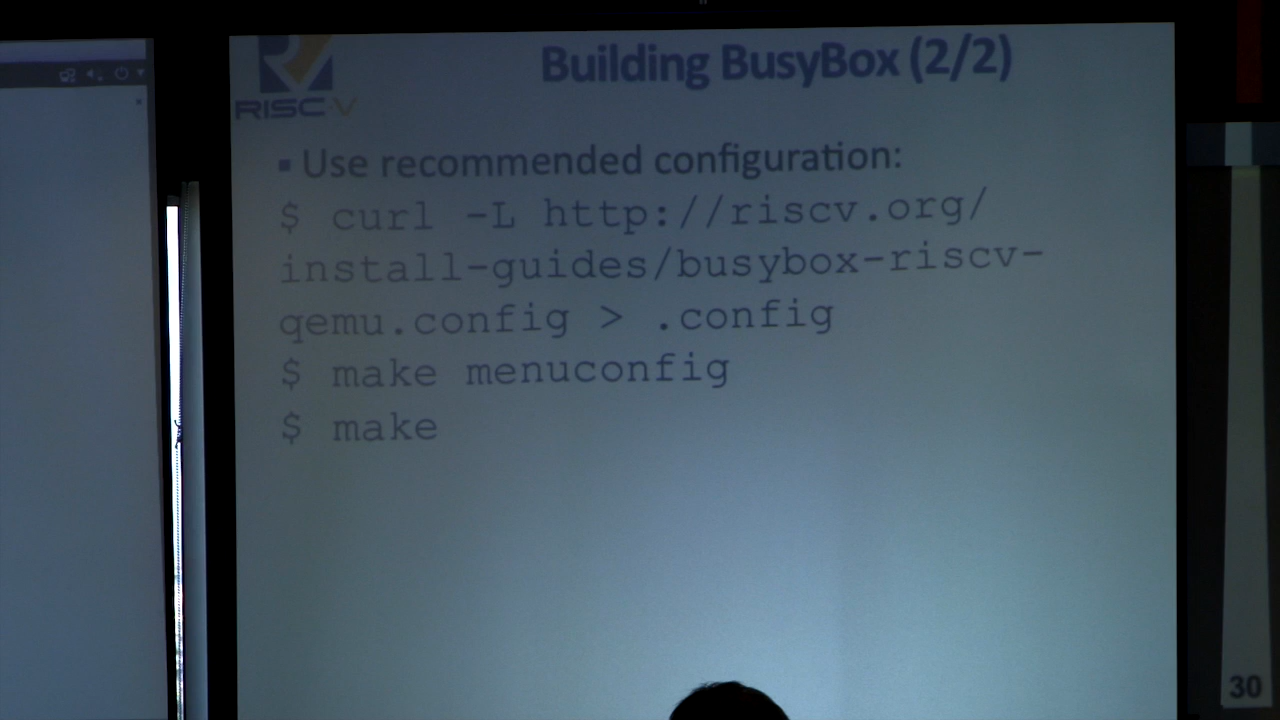 Building BusyBox (2/2)
RISC V
▪ Use recommended configuration:
$ curl -L http://riscv.org/
install-guides/busybox-riscv-
qemu.config > .config
$ make menuconfig
$ make
30